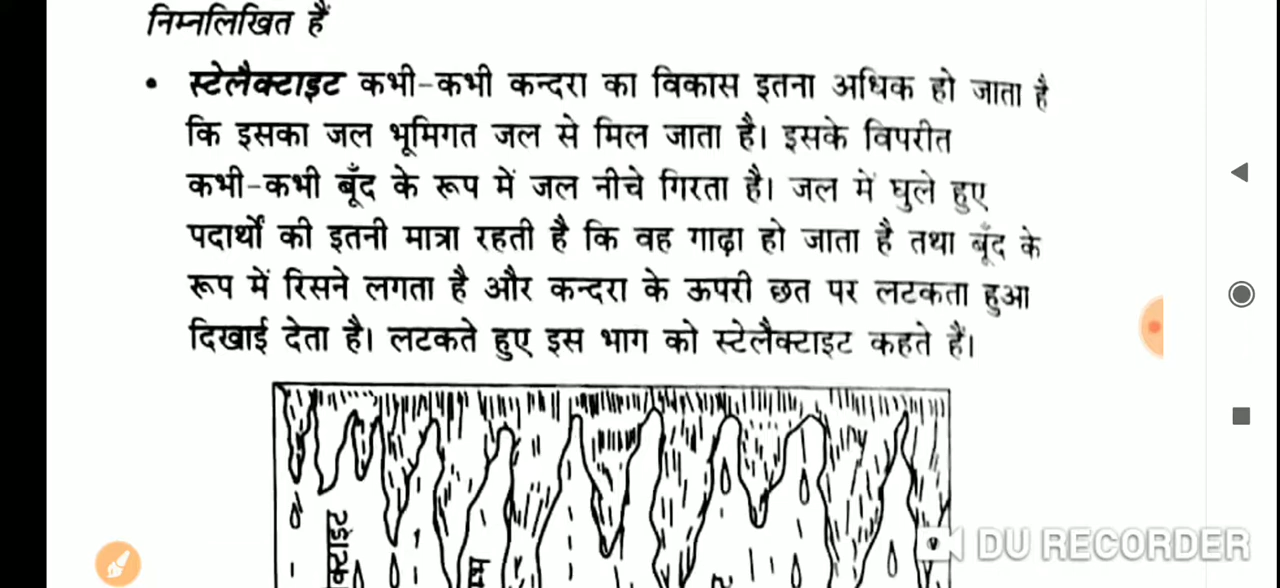 निम्नलिखित हैं
• स्टेलैक्टाइट कभी-कभी कन्दरा का विकास इतना अधिक हो जाता है
कि इसका जल भूमिगत जल से मिल जाता है। इसके विपरीत
कभी-कभी बूँद के रूप में जल नीचे गिरता है। जल में घुले हुए
पदार्थों की इतनी मात्रा रहती है कि वह गाढ़ा हो जाता है तथा बूँद के
रूप में रिसने लगता है और कन्दरा के ऊपरी छत पर लटकता हुआ
दिखाई देता है। लटकते हुए इस भाग को स्टेलैक्टाइट कहते हैं।
क्टाइट
DU RECORDER